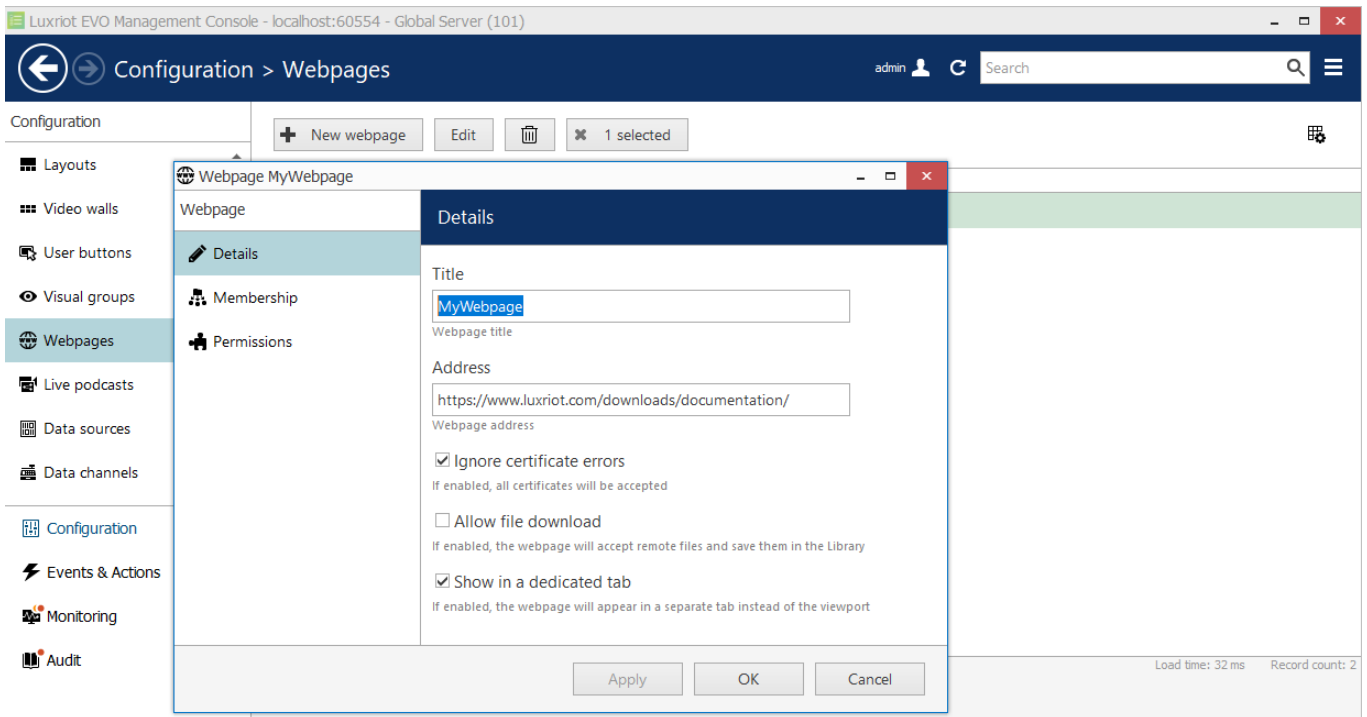 Luxriot EVO Management Console - localhost:60554 - Global Server (101)
Configuration > Webpages
admin
Search
Configuration
New webpage
Edit
1 selected
Layouts
Video walls
User buttons
Visual groups
Webpages
Live podcasts
Data sources
Data channels
Configuration
Events & Actions
Monitoring
Audit
Webpage MyWebpage
Webpage
Details
Membership
Permissions
Details
Title
MyWebpage
Webpage title
Address
https://www.luxriot.com/downloads/documentation/
Webpage address
Ignore certificate errors
If enabled, all certificates will be accepted
Allow file download
If enabled, the webpage will accept remote files and save them in the Library
Show in a dedicated tab
If enabled, the webpage will appear in a separate tab instead of the viewport
Apply
OK
Cancel
Load time: 32 ms Record count: 2